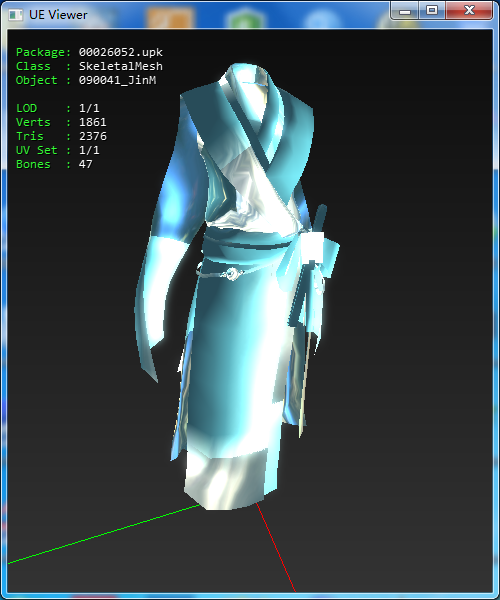 UE Viewer
Package: 00026052.upk
Class  : SkeletalMesh
Object : 090041_JinM
LOD    : 1/1
Verts  : 1861
Tris   : 2376
UV Set : 1/1
Bones  : 47